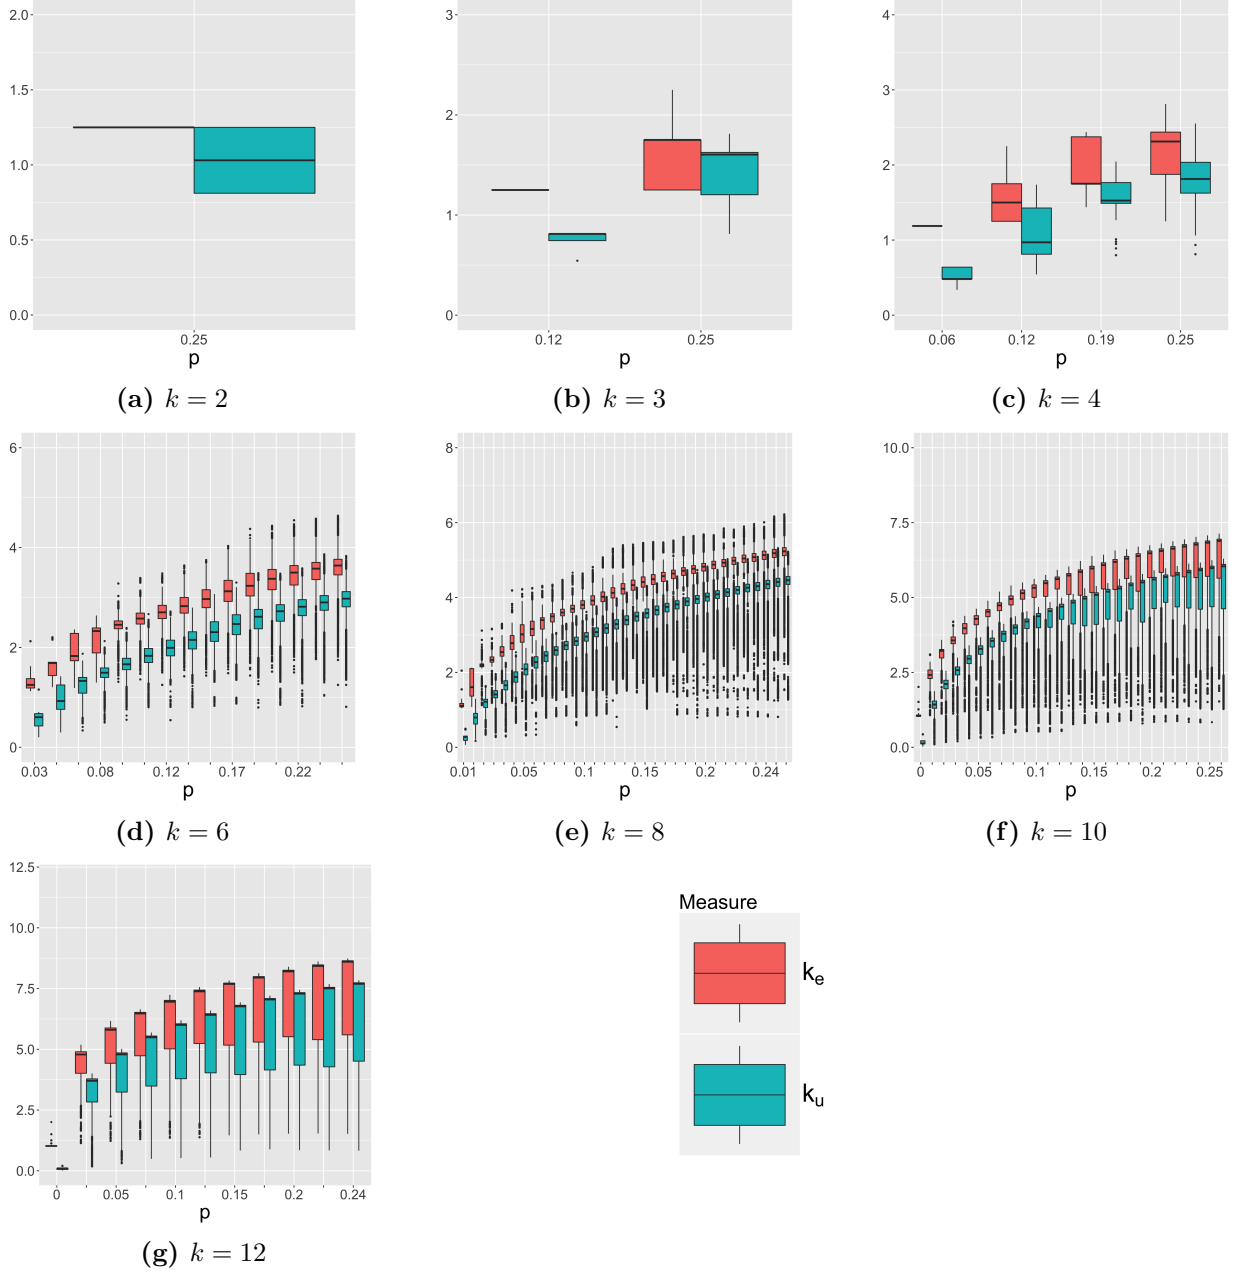 2.0
1.5
1.0
0.5
0.0
0.25
p
(a) k = 2
3
2
1
0
0.12 0.25
p
(b) k = 3
4
3
2
1
0
0.06 0.12 0.19 0.25
p
(c) k = 4
6
4
2
0
0.03 0.08 0.12 0.17 0.22
p
(d) k = 6
8
6
4
2
0
0.01 0.05 0.1 0.15 0.2 0.24
p
(e) k = 8
10.0
7.5
5.0
2.5
0.0
0 0.05 0.1 0.15 0.2 0.25
p
(f) k = 10
12.5
10.0
7.5
5.0
2.5
0.0
0 0.05 0.1 0.15 0.2 0.24
p
(g) k = 12
Measure
ke
ku